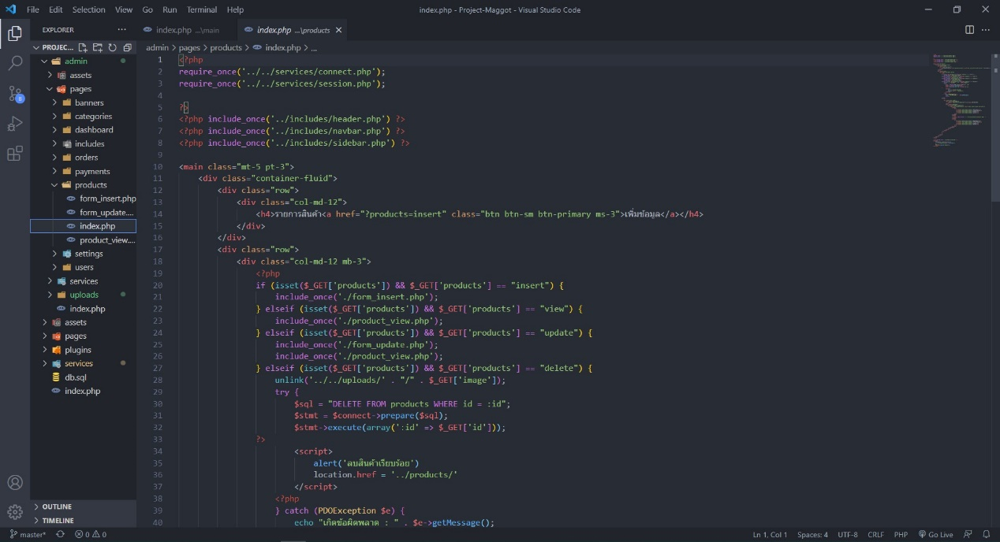 File Edit Selection View Go Run Terminal Help
index.php - Project-Maggot - Visual Studio Code
EXPLORER
index.php ...\main
index.php ...\products
PROJEC...
admin > pages > products > index.php > ...
admin
assets
pages
banners
categories
dashboard
includes
orders
payments
products
form_insert.php
form_update....
index.php
product_view....
settings
users
services
uploads
index.php
assets
pages
plugins
services
db.sql
index.php
OUTLINE
TIMELINE
8
1 <?php
2 require_once('../../services/connect.php');
3 require_once('../../services/session.php');
4
5 ?>
6 <?php include_once('../includes/header.php') ?>
7 <?php include_once('../includes/navbar.php') ?>
8 <?php include_once('../includes/sidebar.php') ?>
9
10 <main class="mt-5 pt-3">
11 <div class="container-fluid">
12 <div class="row">
13 <div class="col-md-12">
14 <h4>รายการสินค้า<a href="?products=insert" class="btn btn-sm btn-primary ms-3">เพิ่มข้อมูล</a></h4>
15 </div>
16 </div>
17 <div class="row">
18 <div class="col-md-12 mb-3">
19 <?php
20 if (isset($_GET['products']) && $_GET['products'] == "insert") {
21 include_once('./form_insert.php');
22 } elseif (isset($_GET['products']) && $_GET['products'] == "view") {
23 include_once('./product_view.php');
24 } elseif (isset($_GET['products']) && $_GET['products'] == "update") {
25 include_once('./form_update.php');
26 include_once('./product_view.php');
27 } elseif (isset($_GET['products']) && $_GET['products'] == "delete") {
28 unlink('../../uploads/' . "/" . $_GET['image']);
29 try {
30 $sql = "DELETE FROM products WHERE id = :id";
31 $stmt = $connect->prepare($sql);
32 $stmt->execute(array(':id' => $_GET['id']));
33 ?>
34 <script>
35 alert('ลบสินค้าเรียบร้อย')
36 location.href = '../products/'
37 </script>
38 <?php
39 } catch (PDOException $e) {
40 echo "เกิดข้อผิดพลาด : " . $e->getMessage();
master* 0 0 Ln 1, Col 1 Spaces: 4 UTF-8 CRLF PHP Go Live